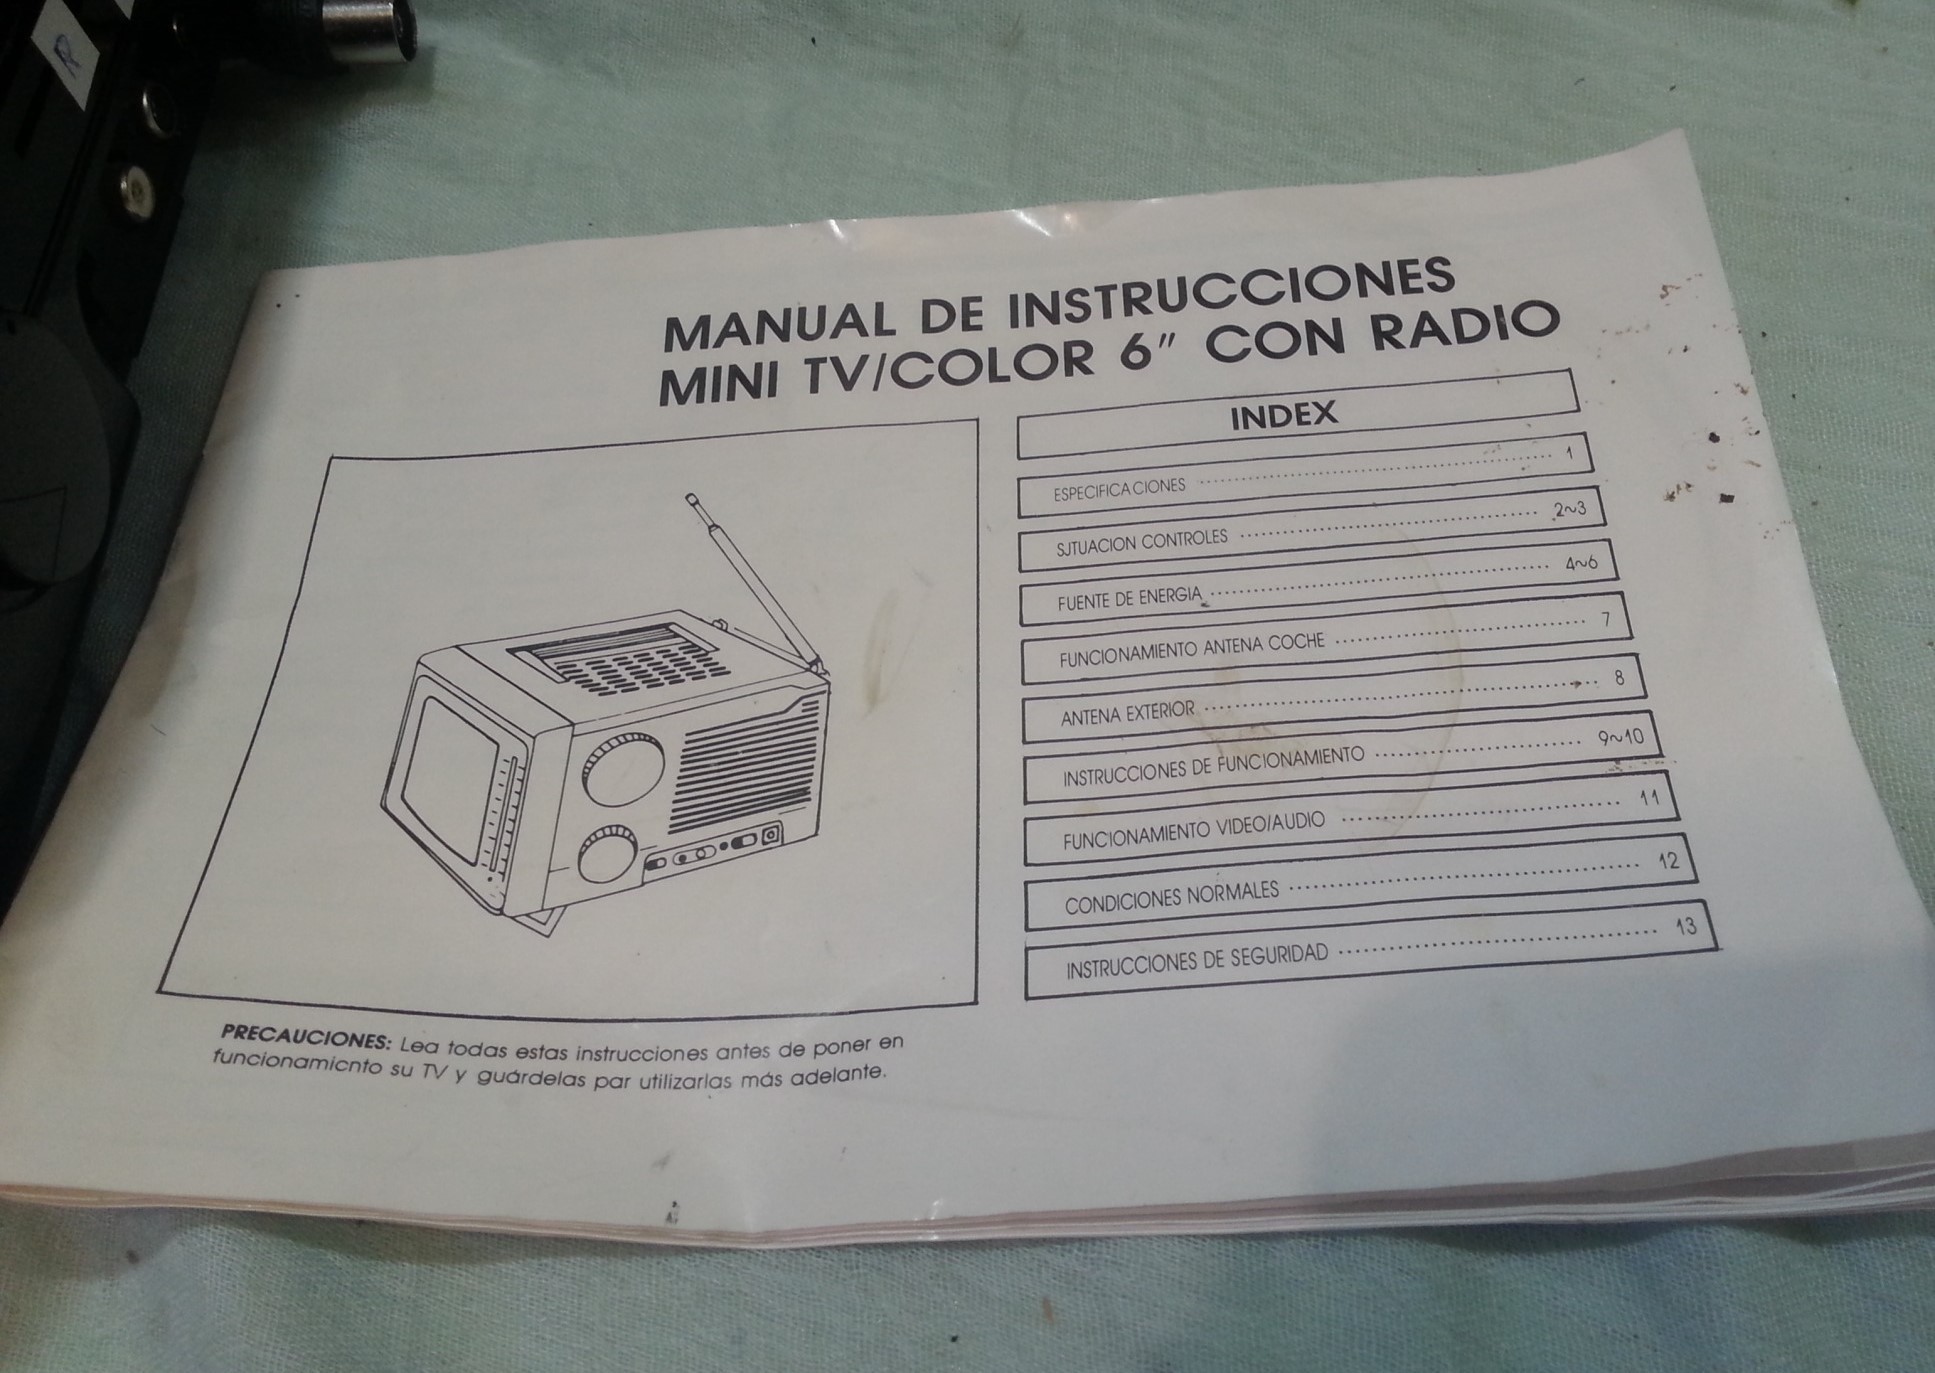 R
MANUAL DE INSTRUCCIONES
MINI TV/COLOR 6" CON RADIO
INDEX
ESPECIFICACIONES ........ 1
SJTUACION CONTROLES ........ 2~3
FUENTE DE ENERGIA ........ 4~6
FUNCIONAMIENTO ANTENA COCHE ........ 7
ANTENA EXTERIOR ........ 8
INSTRUCCIONES DE FUNCIONAMIENTO ........ 9~10
FUNCIONAMIENTO VIDEO/AUDIO ........ 11
CONDICIONES NORMALES ........ 12
INSTRUCCIONES DE SEGURIDAD ........ 13
PRECAUCIONES: Lea todas estas instrucciones antes de poner en
funcionamicnto su TV y guárdelas par utilizarlas más adelante.